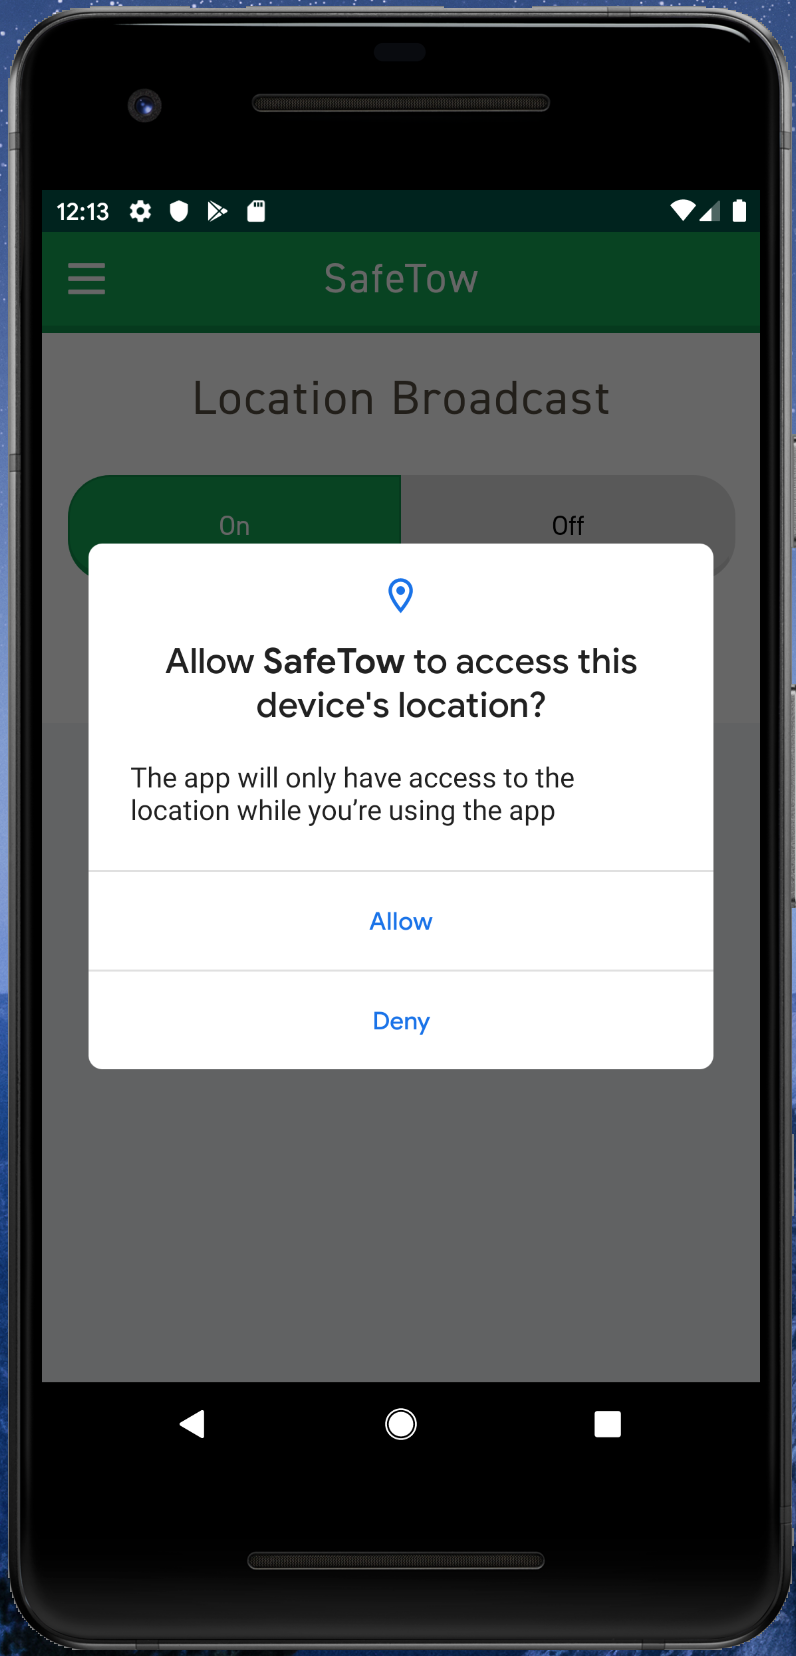 12:13
SafeTow
Location Broadcast
On
Off
Allow SafeTow to access this
device's location?
The app will only have access to the
location while you’re using the app
Allow
Deny